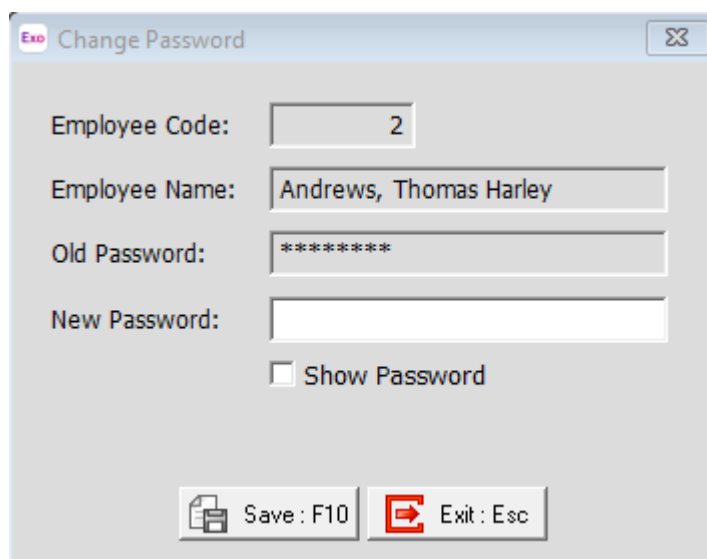 Exo Change Password
Employee Code: 2
Employee Name: Andrews, Thomas Harley
Old Password: ********
New Password:
Show Password
Save : F10 Exit : Esc